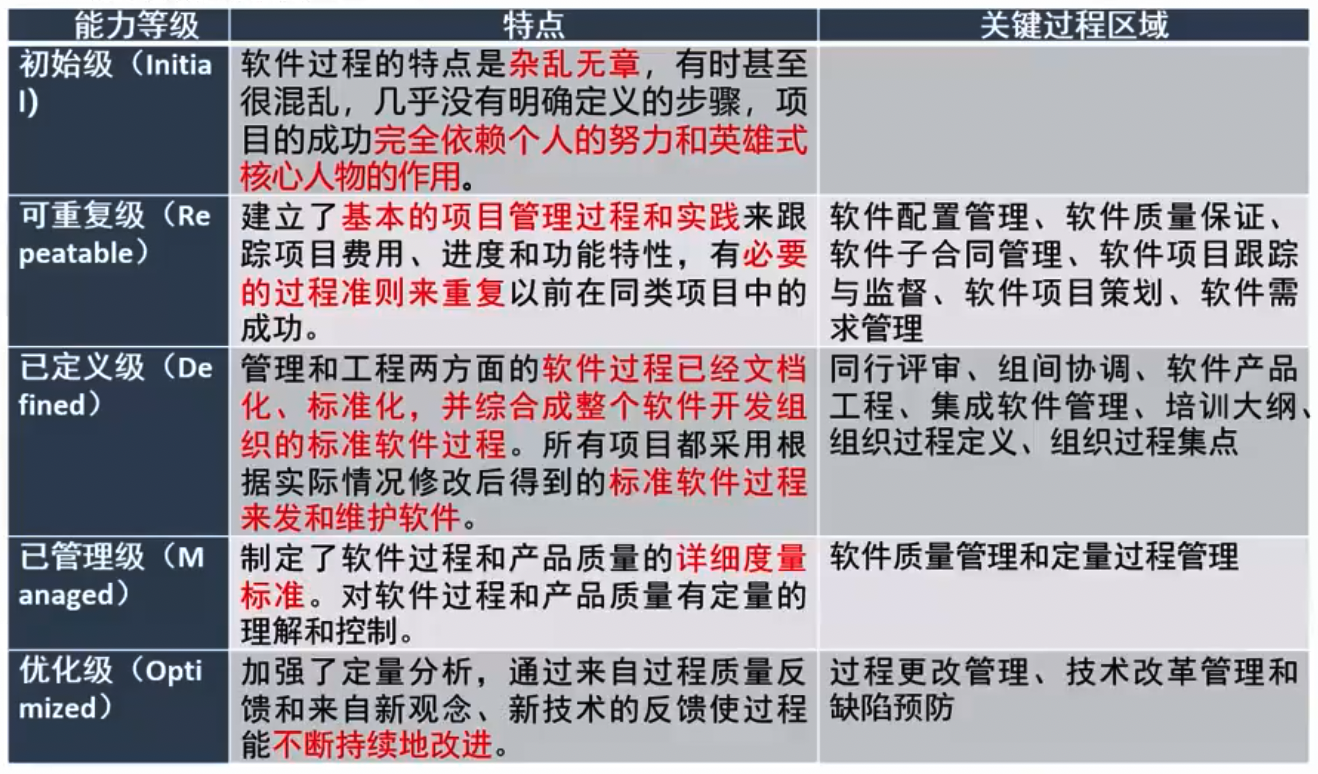 能力等级
特点
关键过程区域
初始级（Initia
l)
软件过程的特点是杂乱无章，有时甚至
很混乱，几乎没有明确定义的步骤，项
目的成功完全依赖个人的努力和英雄式
核心人物的作用。
可重复级（Re
peatable）
建立了基本的项目管理过程和实践来跟
踪项目费用、进度和功能特性，有必要
的过程准则来重复以前在同类项目中的
成功。
软件配置管理、软件质量保证、
软件子合同管理、软件项目跟踪
与监督、软件项目策划、软件需
求管理
已定义级（De
fined）
管理和工程两方面的软件过程已经文档
化、标准化，并综合成整个软件开发组
织的标准软件过程。所有项目都采用根
据实际情况修改后得到的标准软件过程
来发和维护软件。
同行评审、组间协调、软件产品
工程、集成软件管理、培训大纲、
组织过程定义、组织过程集点
已管理级（M
anaged）
制定了软件过程和产品质量的详细度量
标准。对软件过程和产品质量有定量的
理解和控制。
软件质量管理和定量过程管理
优化级（Opti
mized）
加强了定量分析，通过来自过程质量反
馈和来自新观念、新技术的反馈使过程
能不断持续地改进。
过程更改管理、技术改革管理和
缺陷预防